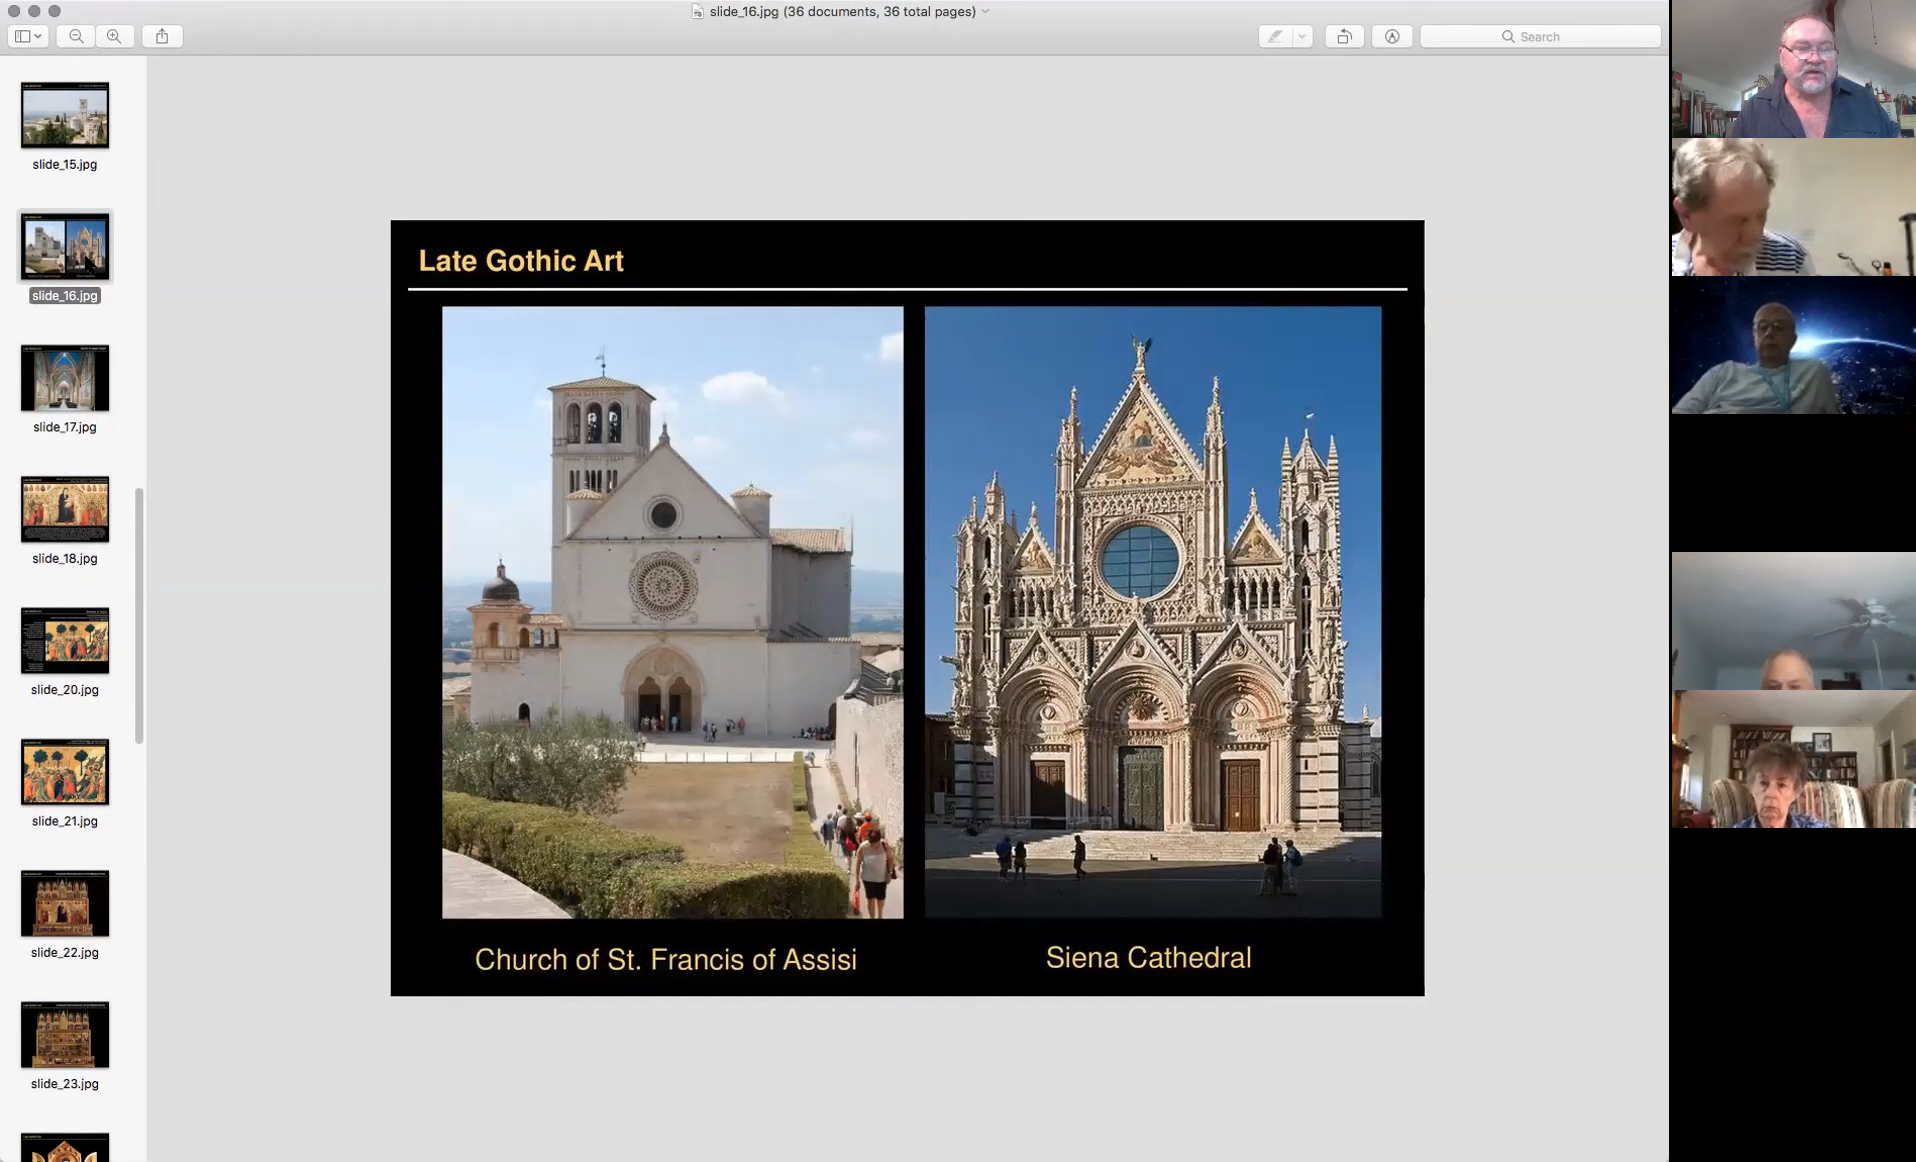 slide_16.jpg (36 documents, 36 total pages)
Search
slide_15.jpg
slide_16.jpg
slide_17.jpg
slide_18.jpg
slide_20.jpg
slide_21.jpg
slide_22.jpg
slide_23.jpg
Late Gothic Art
Church of St. Francis of Assisi
Siena Cathedral